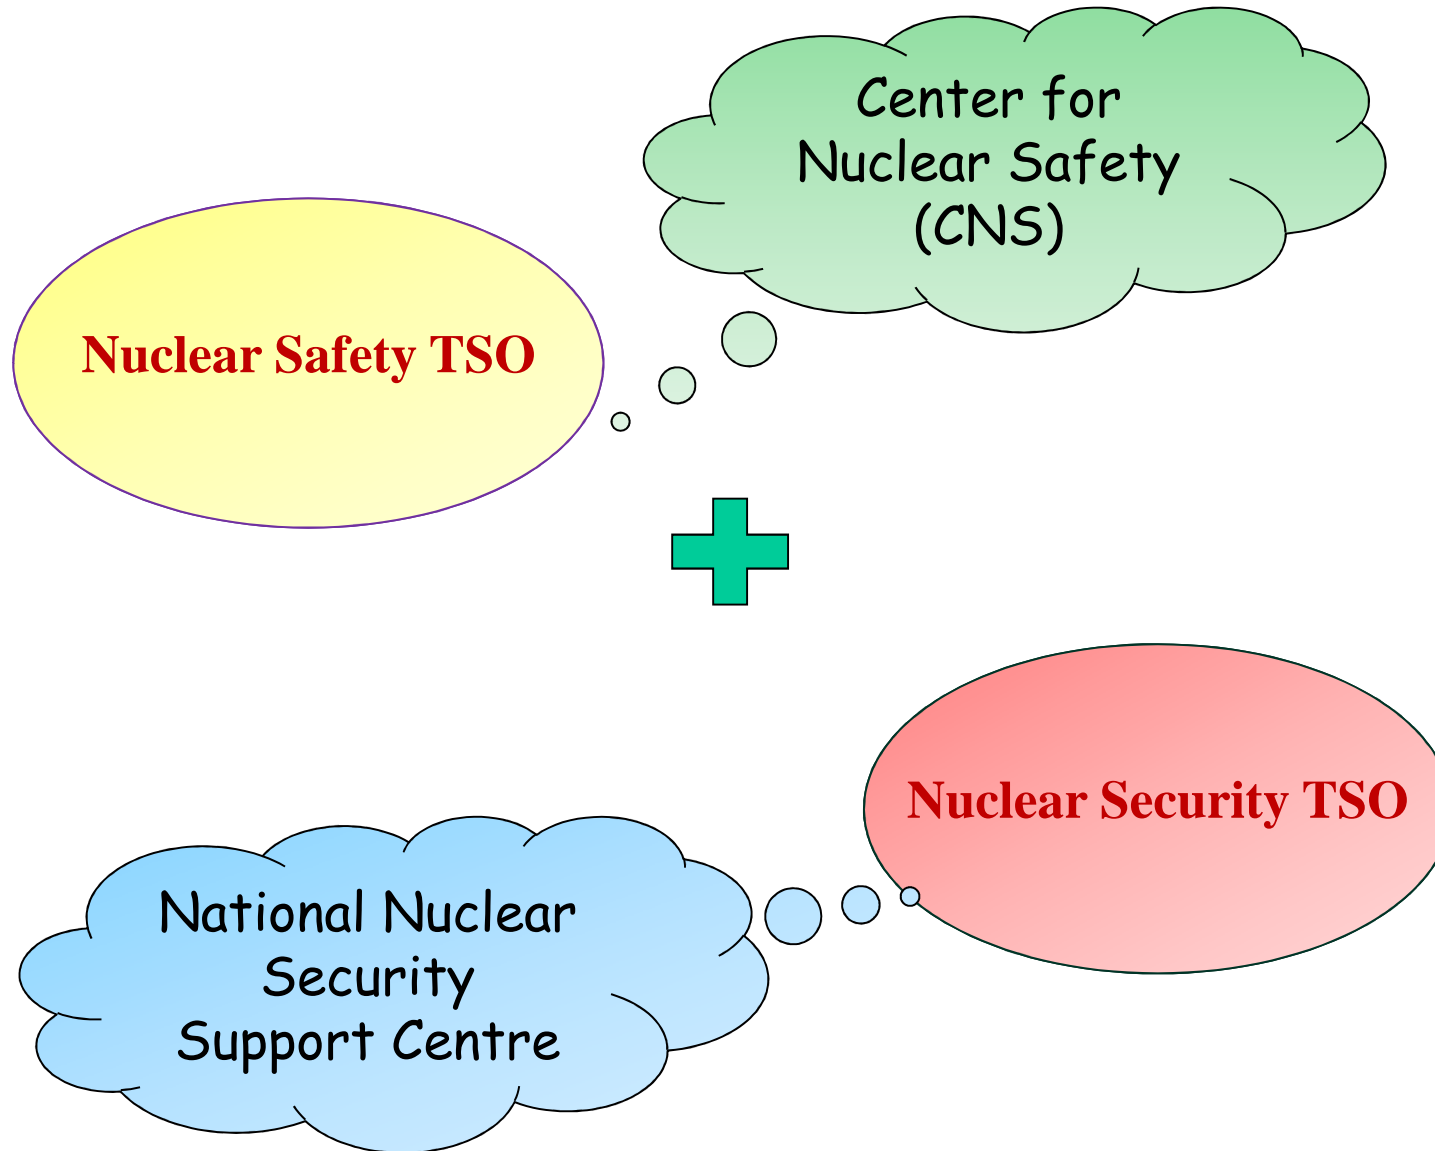 Center for
Nuclear Safety
(CNS)
Nuclear Safety TSO
Nuclear Security TSO
National Nuclear
Security
Support Centre